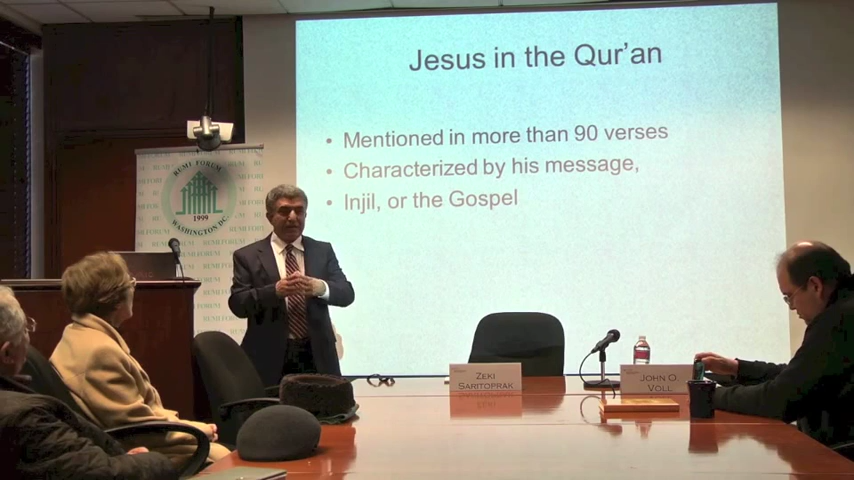 Jesus in the Qur'an
• Mentioned in more than 90 verses
• Characterized by his message,
• Injil, or the Gospel
RUMI FORUM
1999
WASHINGTON DC.
ZEKI
SARITOPRAK
JOHN O.
VOLL